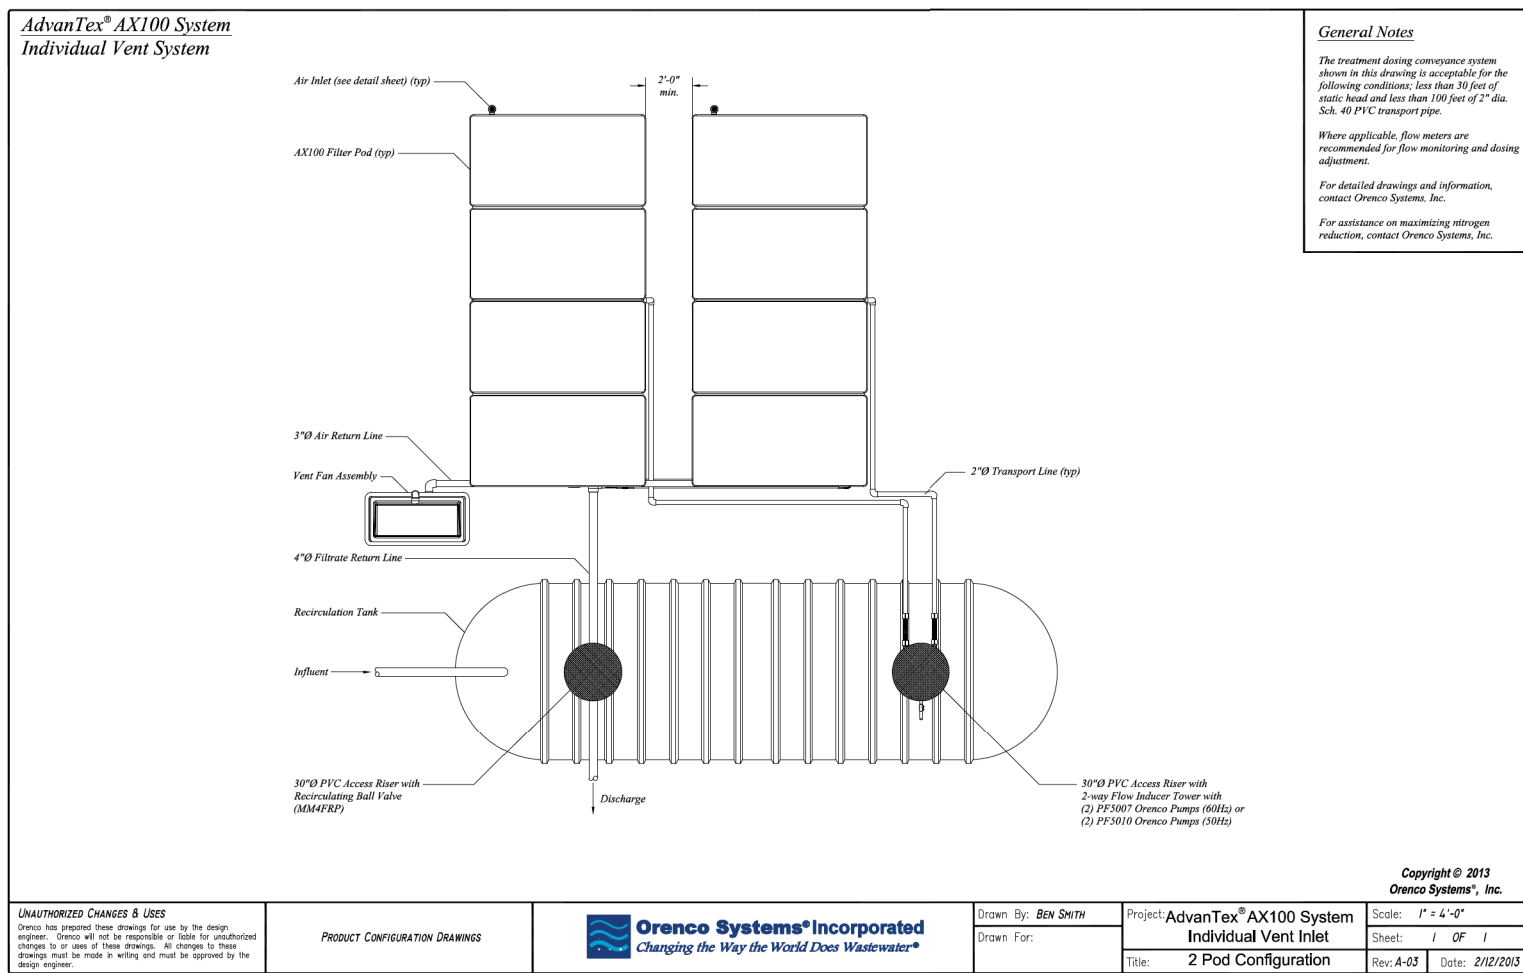 AdvanTex® AX100 System
Individual Vent System
General Notes
The treatment dosing conveyance system
shown in this drawing is acceptable for the
following conditions; less than 30 feet of
static head and less than 100 feet of 2" dia.
Sch. 40 PVC transport pipe.
Where applicable, flow meters are
recommended for flow monitoring and dosing
adjustment.
For detailed drawings and information,
contact Orenco Systems, Inc.
For assistance on maximizing nitrogen
reduction, contact Orenco Systems, Inc.
Air Inlet (see detail sheet) (typ)
2'-0"
min.
AX100 Filter Pod (typ)
3"Ø Air Return Line
Vent Fan Assembly
2"Ø Transport Line (typ)
4"Ø Filtrate Return Line
Recirculation Tank
Influent
30"Ø PVC Access Riser with
Recirculating Ball Valve
(MM4FRP)
Discharge
30"Ø PVC Access Riser with
2-way Flow Inducer Tower with
(2) PF5007 Orenco Pumps (60Hz) or
(2) PF5010 Orenco Pumps (50Hz)
Copyright © 2013
Orenco Systems®, Inc.
UNAUTHORIZED CHANGES & USES
Orenco has prepared these drawings for use by the design
engineer. Orenco will not be responsible or liable for unauthorized
changes to or uses of these drawings. All changes to these
drawings must be made in writing and must be approved by the
design engineer.
PRODUCT CONFIGURATION DRAWINGS
Orenco Systems® Incorporated
Changing the Way the World Does Wastewater®
Drawn By: BEN SMITH
Drawn For:
Project: AdvanTex® AX100 System
Individual Vent Inlet
Title: 2 Pod Configuration
Scale: 1" = 4'-0"
Sheet: 1 OF 1
Rev: A-03 Date: 2/12/2013